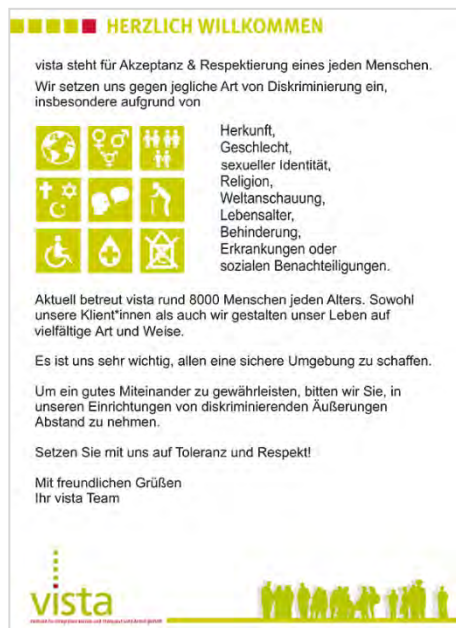 HERZLICH WILLKOMMEN
vista steht für Akzeptanz & Respektierung eines jeden Menschen.
Wir setzen uns gegen jegliche Art von Diskriminierung ein,
insbesondere aufgrund von
Herkunft,
Geschlecht,
sexueller Identität,
Religion,
Weltanschauung,
Lebensalter,
Behinderung,
Erkrankungen oder
sozialen Benachteiligungen.
Aktuell betreut vista rund 8000 Menschen jeden Alters. Sowohl
unsere Klient*innen als auch wir gestalten unser Leben auf
vielfältige Art und Weise.
Es ist uns sehr wichtig, allen eine sichere Umgebung zu schaffen.
Um ein gutes Miteinander zu gewährleisten, bitten wir Sie, in
unseren Einrichtungen von diskriminierenden Äußerungen
Abstand zu nehmen.
Setzen Sie mit uns auf Toleranz und Respekt!
Mit freundlichen Grüßen
Ihr vista Team
vista